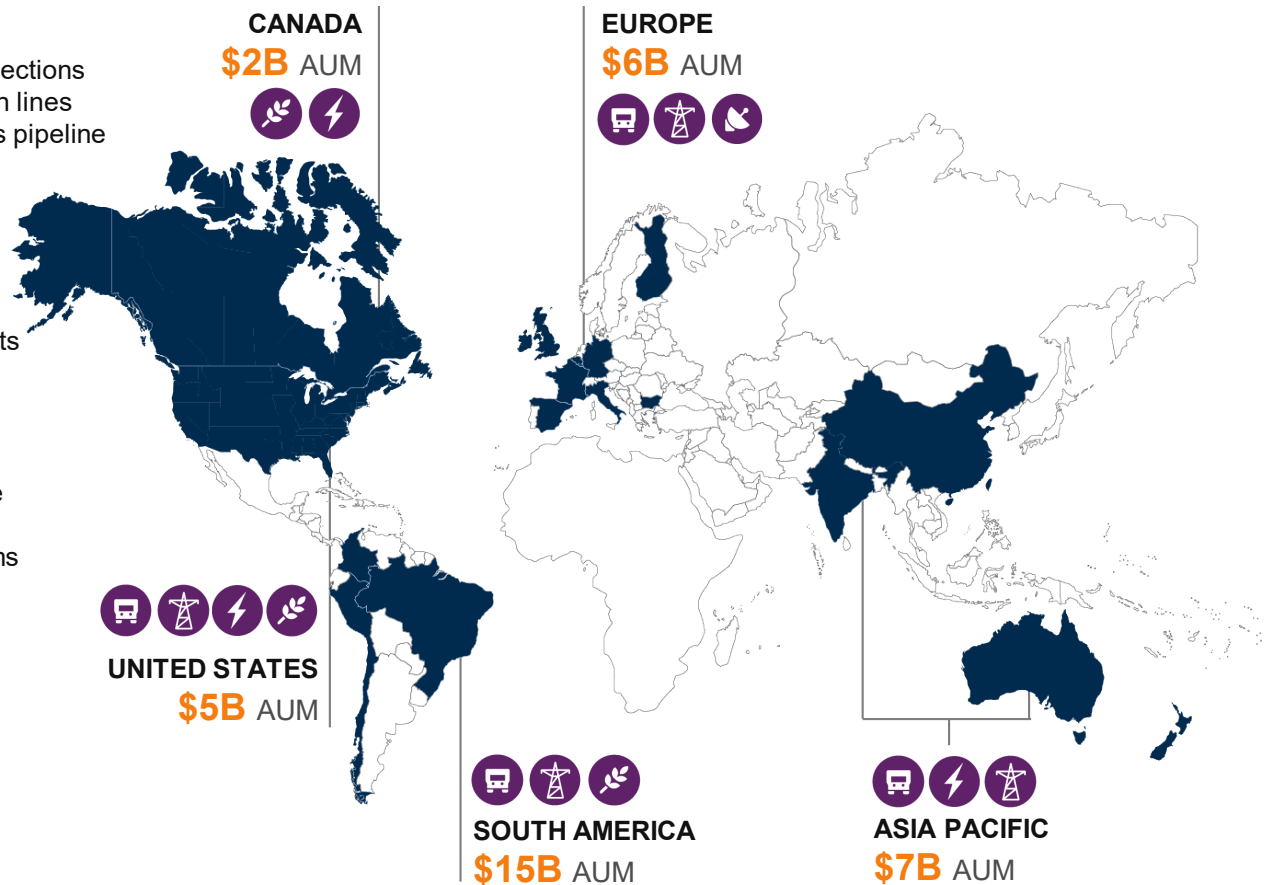 CANADA
$2B AUM
EUROPE
$6B AUM
ections
n lines
s pipeline
ts
e
ns
UNITED STATES
$5B AUM
SOUTH AMERICA
$15B AUM
ASIA PACIFIC
$7B AUM